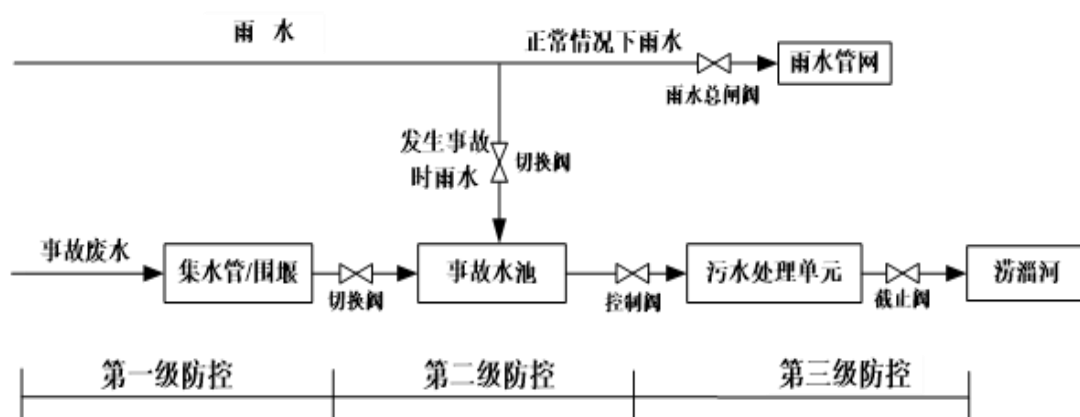 雨 水
正常情况下雨水
雨水管网
雨水总闸阀
发生事故
时雨水
切换阀
事故废水
集水管/围堰
切换阀
事故水池
控制阀
污水处理单元
截止阀
涝淄河
第一级防控
第二级防控
第三级防控